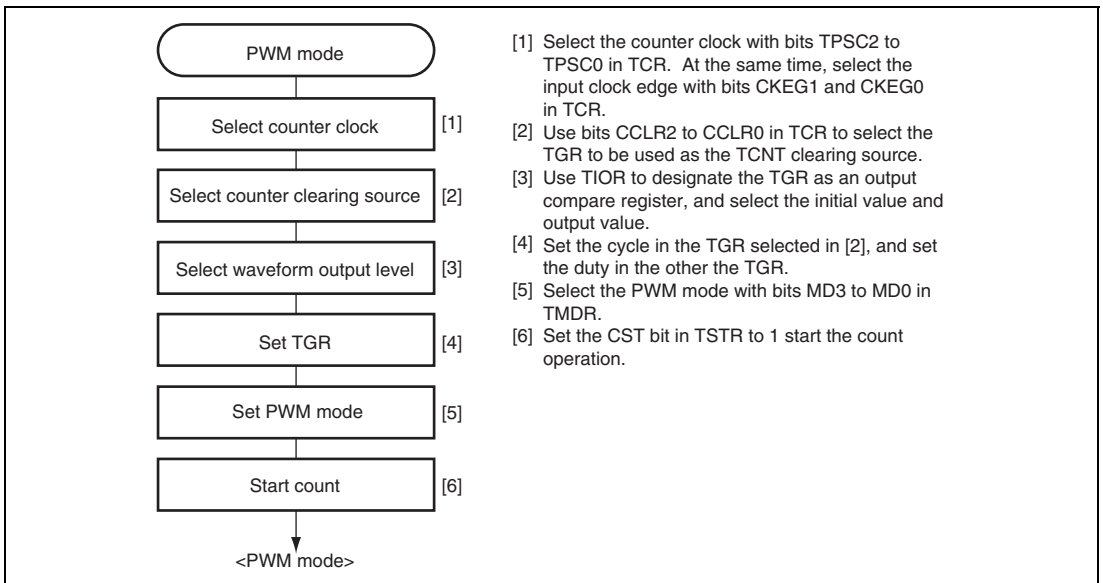 PWM mode
Select counter clock
[1]
Select counter clearing source
[2]
Select waveform output level
[3]
Set TGR
[4]
Set PWM mode
[5]
Start count
[6]
<PWM mode>
[1] Select the counter clock with bits TPSC2 to
TPSC0 in TCR. At the same time, select the
input clock edge with bits CKEG1 and CKEG0
in TCR.
[2] Use bits CCLR2 to CCLR0 in TCR to select the
TGR to be used as the TCNT clearing source.
[3] Use TIOR to designate the TGR as an output
compare register, and select the initial value and
output value.
[4] Set the cycle in the TGR selected in [2], and set
the duty in the other the TGR.
[5] Select the PWM mode with bits MD3 to MD0 in
TMDR.
[6] Set the CST bit in TSTR to 1 start the count
operation.